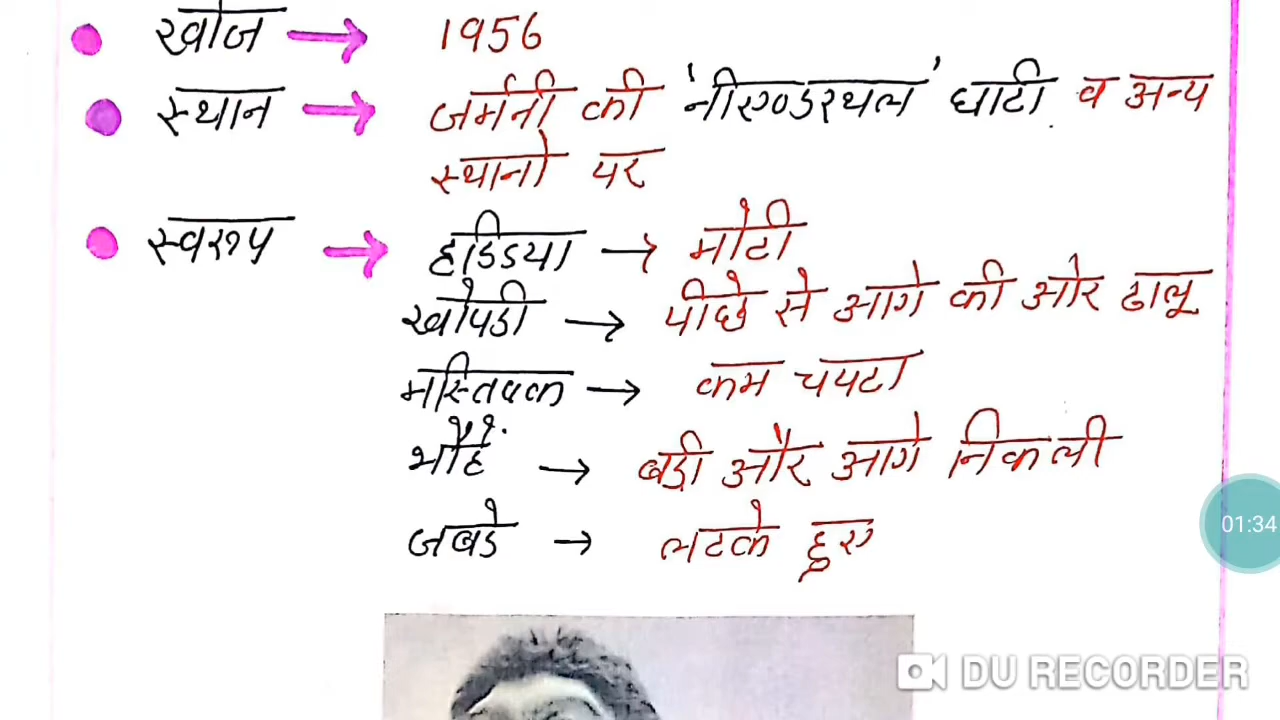 खोज → 1956
स्थान → जर्मनी की 'नीएण्डरथल' घाटी व अन्य
स्थानो पर
स्वरुप → हडिडया → मोटी
खोपडी → पीछे से आगे की ओर ढालू
मस्तिष्क → कम चपटा
भौंहें → बडी और आगे निकली
जबडे → लटके हुए
01:34
DU RECORDER